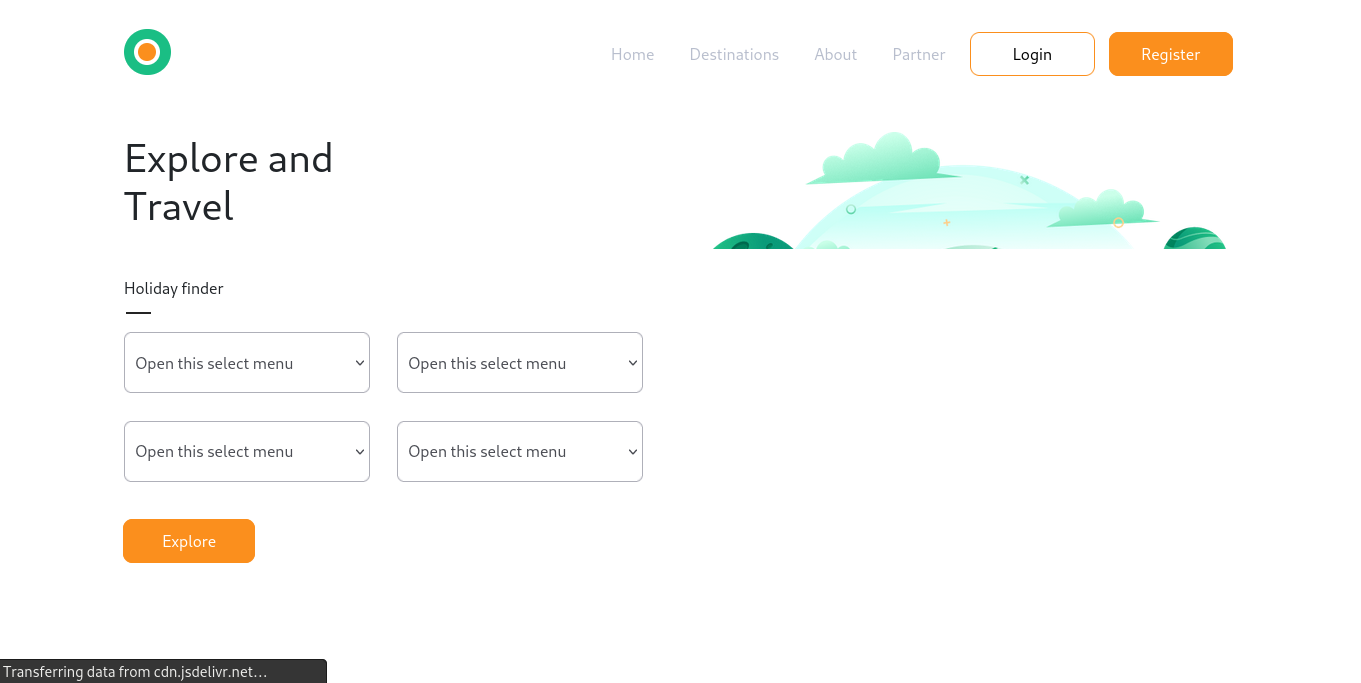 Home Destinations About Partner Login Register
Explore and
Travel
Holiday finder
Open this select menu Open this select menu
Open this select menu Open this select menu
Explore
Transferring data from cdn.jsdelivr.net…